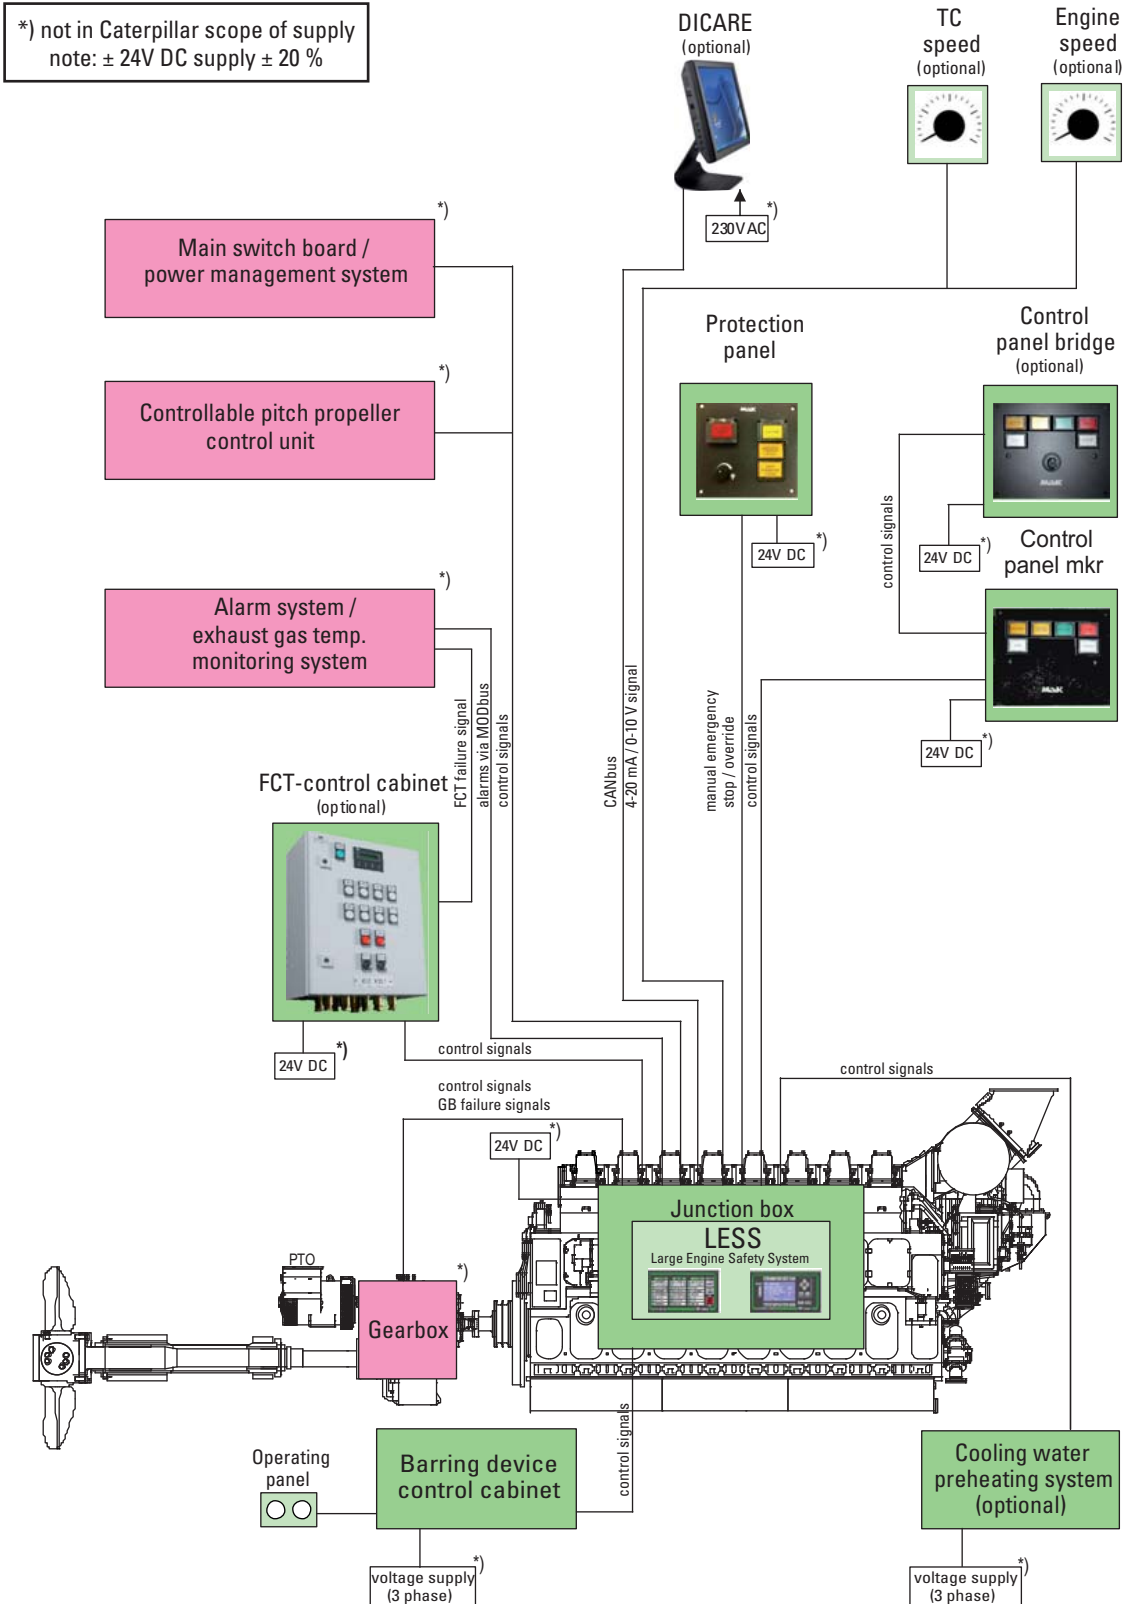 *) not in Caterpillar scope of supply
note: ± 24V DC supply ± 20 %
DICARE
(optional)
TC
speed
(optional)
Engine
speed
(optional)
*)
230V AC
*)
Main switch board /
power management system
*)
Controllable pitch propeller
control unit
*)
Alarm system /
exhaust gas temp.
monitoring system
Protection
panel
MaK
24V DC
*)
Control
panel bridge
(optional)
MaK
24V DC
*)
control signals
Control
panel mkr
MaK
24V DC
*)
FCT failure signal
alarms via MODbus
control signals
CANbus
4-20 mA / 0-10 V signal
manual emergency
stop / override
control signals
FCT-control cabinet
(optional)
24V DC
*)
control signals
control signals
GB failure signals
24V DC
*)
control signals
Junction box
LESS
Large Engine Safety System
PTO
*)
Gearbox
control signals
Operating
panel
Barring device
control cabinet
voltage supply
(3 phase)
*)
Cooling water
preheating system
(optional)
voltage supply
(3 phase)
*)